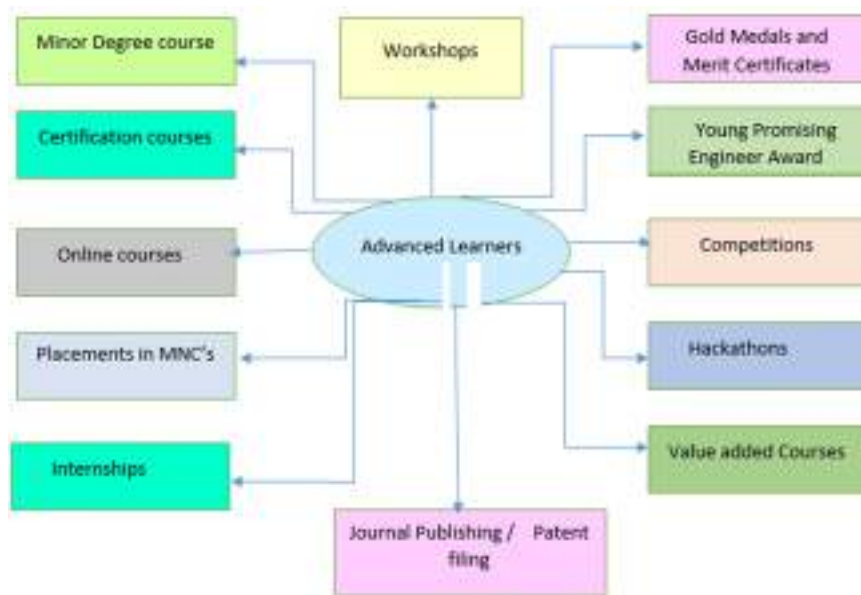 Minor Degree course
Workshops
Gold Medals and
Merit Certificates
Certification courses
Young Promising
Engineer Award
Advanced Learners
Online courses
Competitions
Placements in MNC's
Hackathons
Internships
Value added Courses
Journal Publishing / Patent
filing